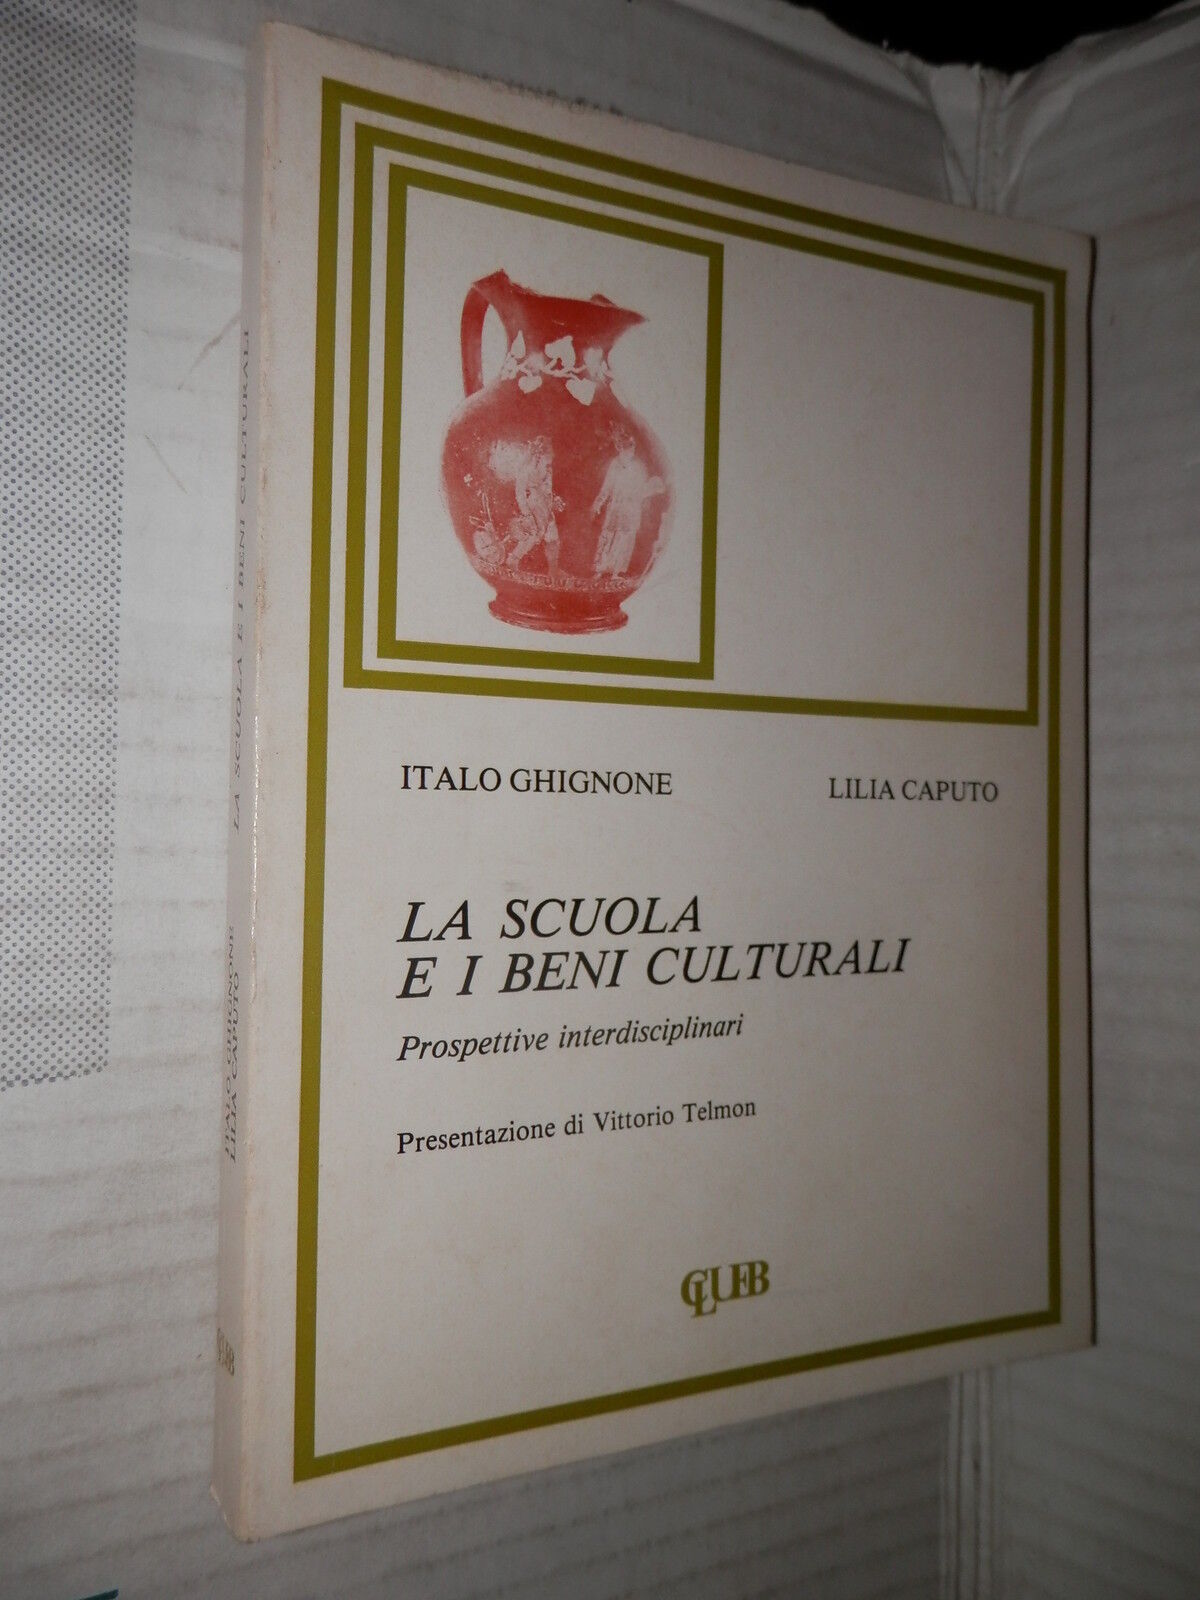 ITALO GHIGNONE
LILIA CAPUTO
LA SCUOLA
E I BENI CULTURALI
Prospettive interdisciplinari
Presentazione di Vittorio Telmon
CLUEB
ITALO GHIGNONE
LILIA CAPUTO
LA SCUOLA E I BENI CULTURALI
CLUEB